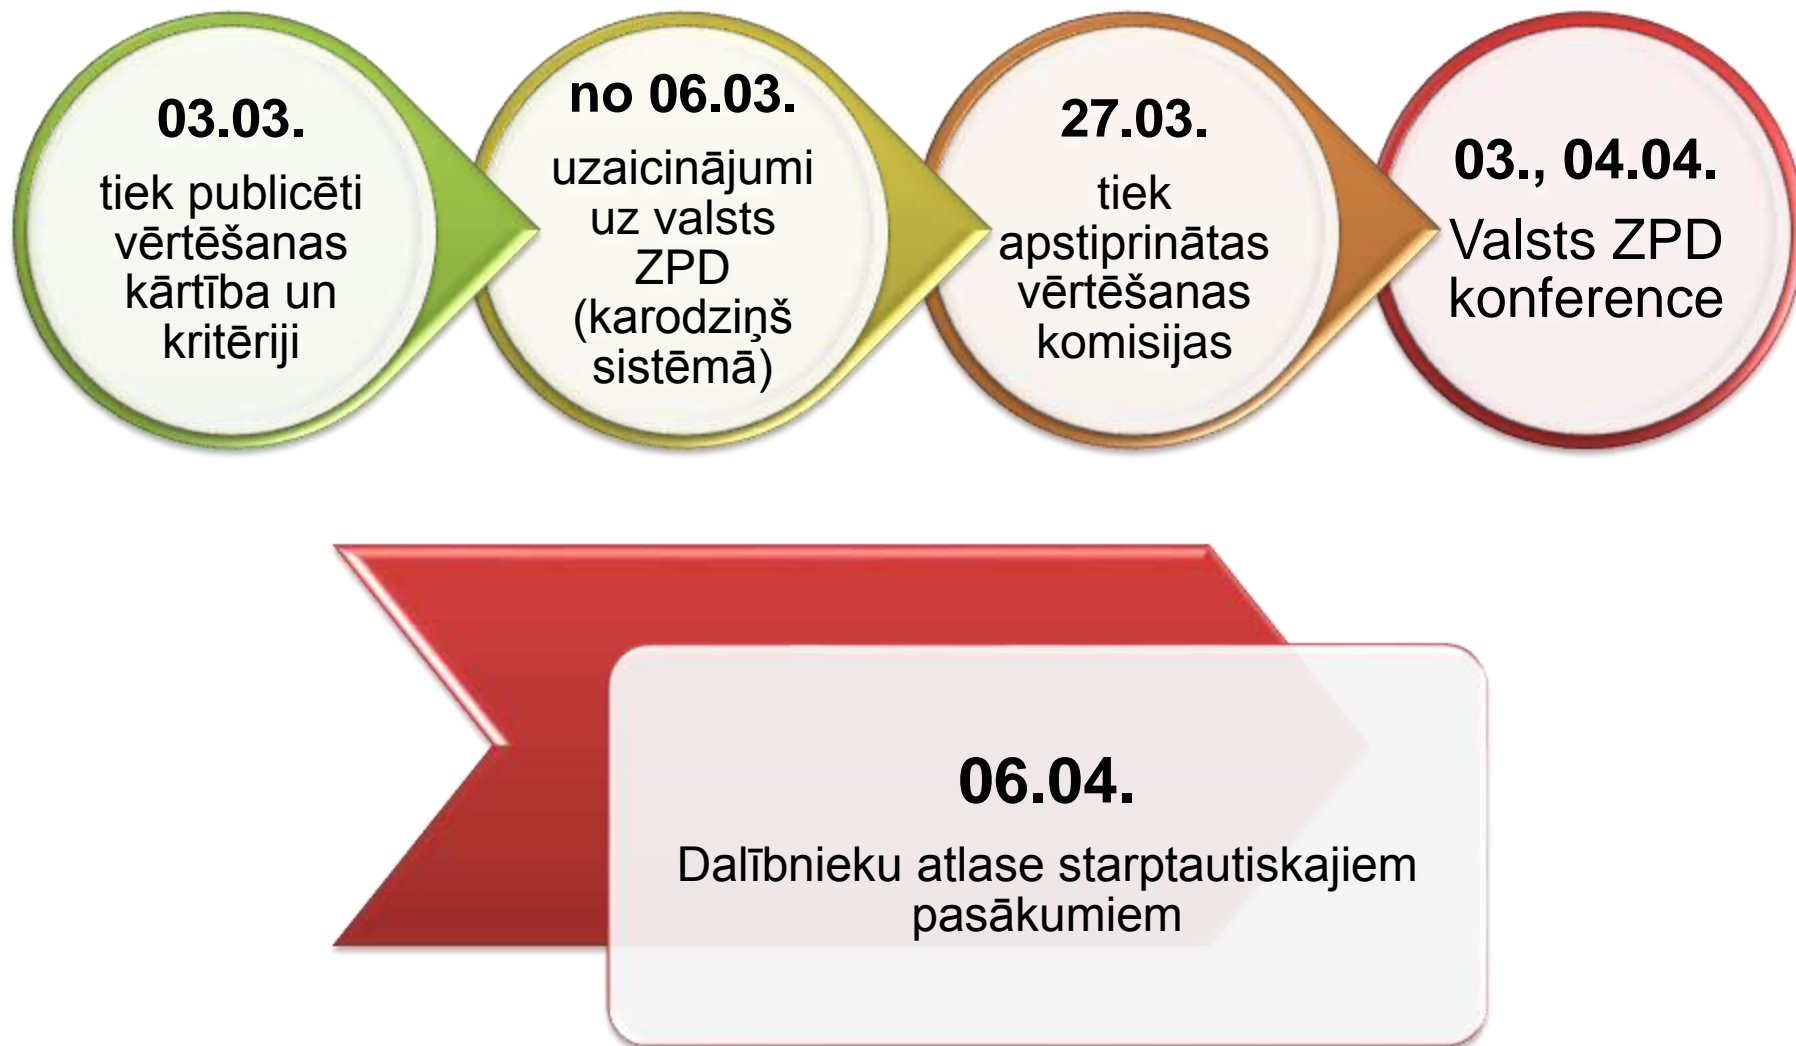 03.03.
tiek publicēti
vērtēšanas
kārtība un
kritēriji
no 06.03.
uzaicinājumi
uz valsts
ZPD
(karodziņš
sistēmā)
27.03.
tiek
apstiprinātas
vērtēšanas
komisijas
03., 04.04.
Valsts ZPD
konference
06.04.
Dalībnieku atlase starptautiskajiem
pasākumiem